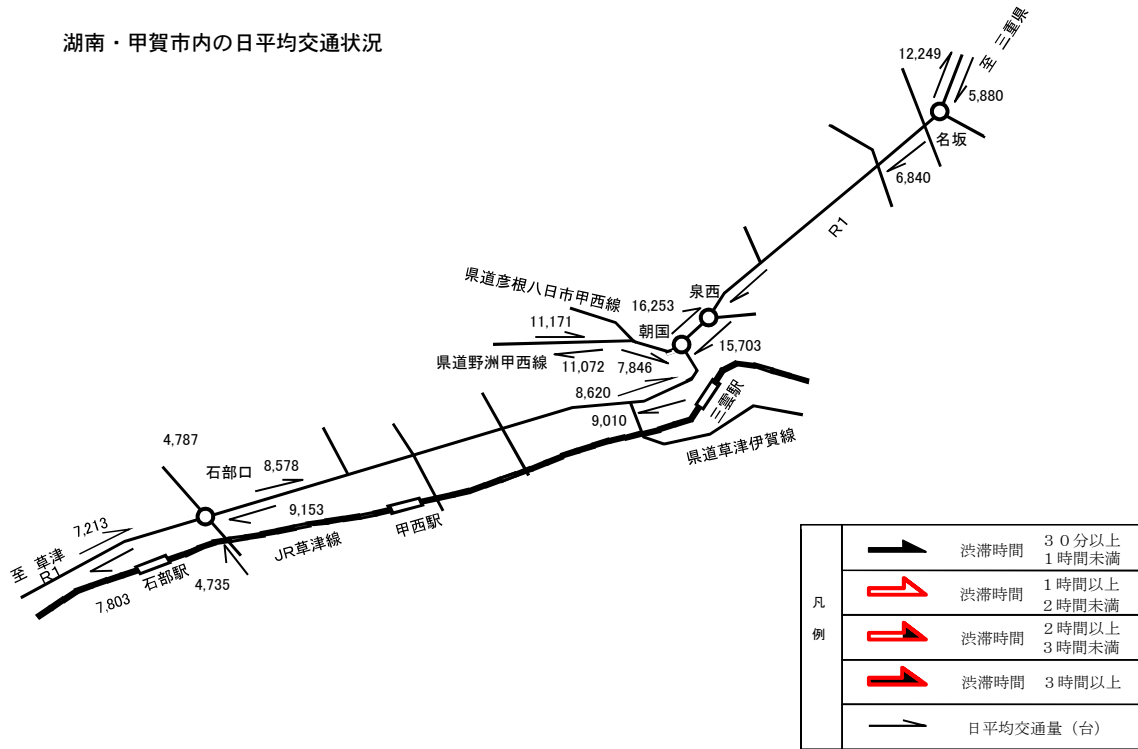 湖南・甲賀市内の日平均交通状況
至 三重県
12,249
5,880
名坂
6,840
R1
県道彦根八日市甲西線
泉西
16,253
11,171
朝国
15,703
県道野洲甲西線
11,072
7,846
8,620
三雲駅
9,010
県道草津伊賀線
4,787
石部口
8,578
9,153
7,213
甲西駅
JR草津線
至 草津
R1
石部駅
4,735
7,803
凡例
渋滞時間 30分以上
1時間未満
渋滞時間 1時間以上
2時間未満
渋滞時間 2時間以上
3時間未満
渋滞時間 3時間以上
日平均交通量(台)